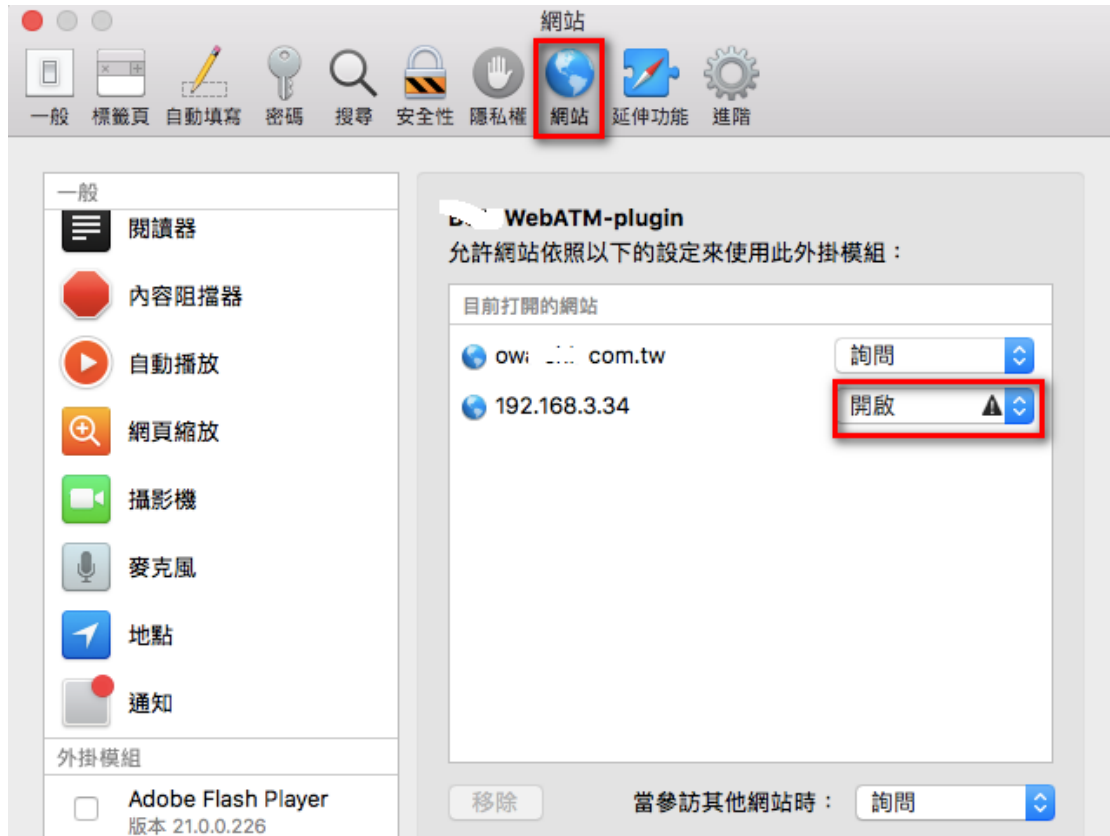 網站
一般 標籤頁 自動填寫 密碼 搜尋 安全性 隱私權 網站 延伸功能 進階
一般
閱讀器
內容阻擋器
自動播放
網頁縮放
攝影機
麥克風
地點
通知
外掛模組
Adobe Flash Player
版本 21.0.0.226
WebATM-plugin
允許網站依照以下的設定來使用此外掛模組：
目前打開的網站
com.tw 詢問
192.168.3.34 開啟
移除 當參訪其他網站時： 詢問